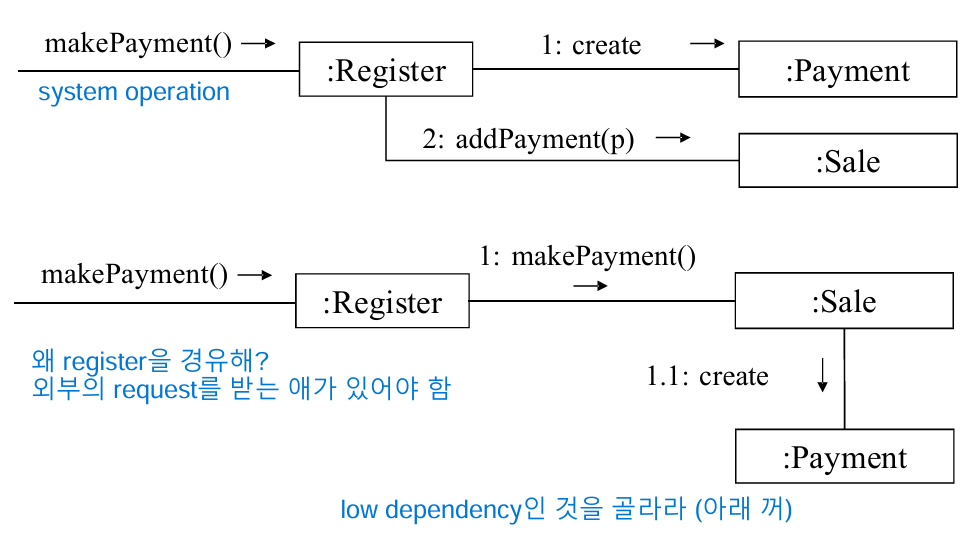 makePayment()
1: create
:Register
:Payment
system operation
2: addPayment(p)
:Sale
makePayment()
1: makePayment()
:Register
:Sale
왜 register을 경유해?
외부의 request를 받는 애가 있어야 함
1.1: create
:Payment
low dependency인 것을 골라라 (아래 꺼)